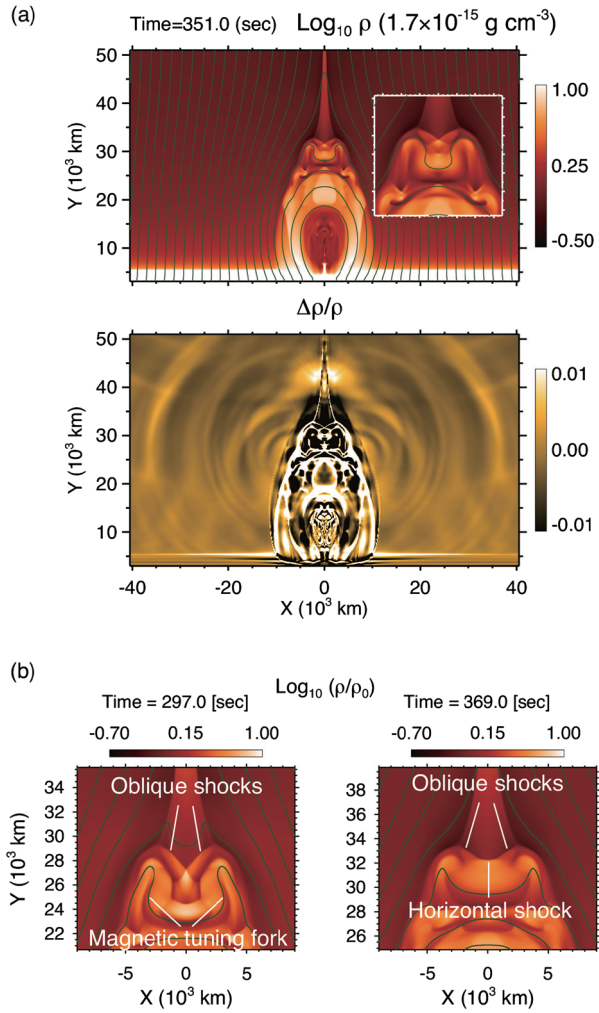 (a)
Time=351.0 (sec) Log10 ρ (1.7×10-15 g cm-3)
50
40
30
20
10
Y (10³ km)
1.00
0.25
-0.50
Δρ/ρ
50
40
30
20
10
Y (10³ km)
0.01
0.00
-0.01
-40 -20 0 20 40
X (10³ km)
(b)
Log10 (ρ/ρ0)
Time = 297.0 [sec] Time = 369.0 [sec]
-0.70 0.15 1.00 -0.70 0.15 1.00
Oblique shocks
34
32
30
28
26
24
22
Y (10³ km)
Magnetic tuning fork
-5 0 5
X (10³ km)
Oblique shocks
38
36
34
32
30
28
26
Horizontal shock
-5 0 5
X (10³ km)